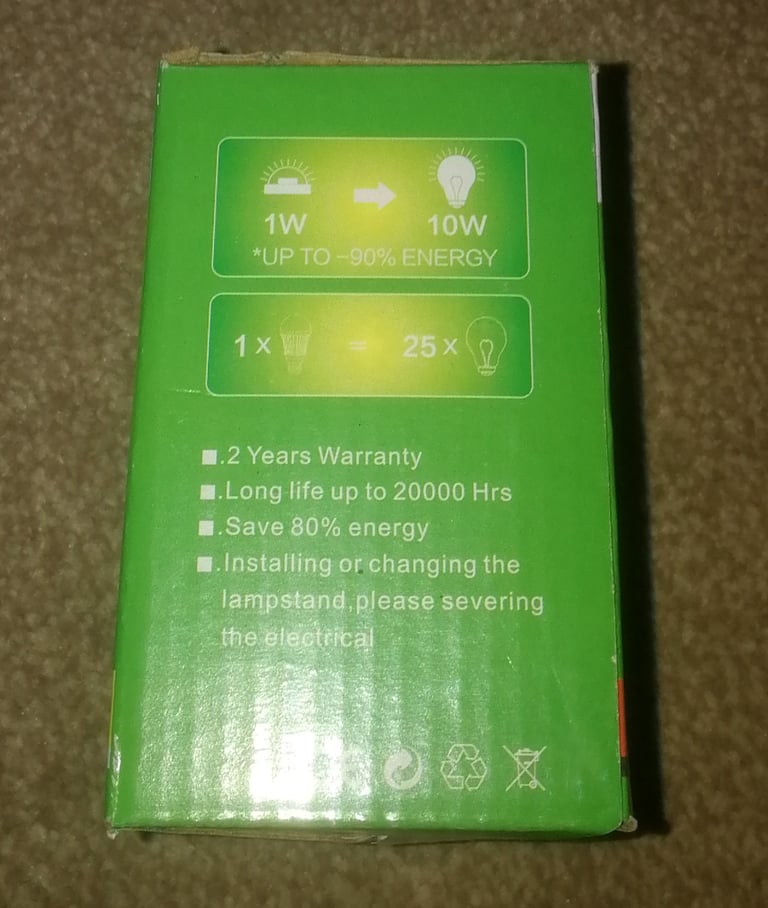 1W 10W
*UP TO -90% ENERGY
1 x = 25 x
■.2 Years Warranty
■.Long life up to 20000 Hrs
■.Save 80% energy
■.Installing or changing the
lampstand,please severing
the electrical